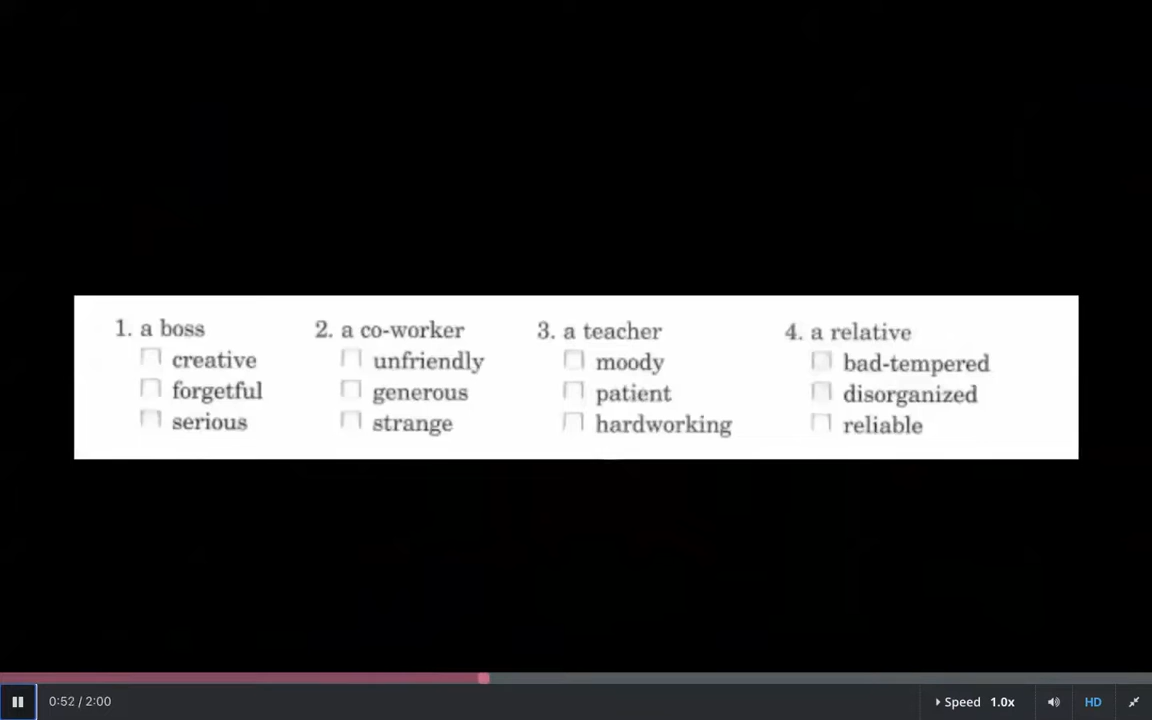 1. a boss
creative
forgetful
serious
2. a co-worker
unfriendly
generous
strange
3. a teacher
moody
patient
hardworking
4. a relative
bad-tempered
disorganized
reliable
0:52 / 2:00
Speed 1.0x
HD